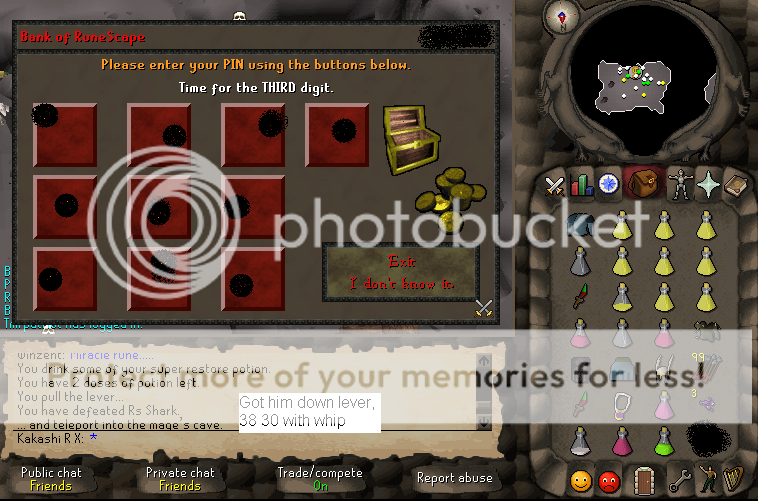 Bank of RuneScape
Please enter your PIN using the buttons below.
Time for the THIRD digit.
Exit
I don't know it.
photobucket
B
P
R
B
has logged in.
Winzent: Miracle rune.....
You drink some of your super restore potion.
You have 2 doses of potion left.
You pull the lever...
You have defeated Rs Shark.
... and teleport into the mage's cave.
Kakashi R X: *
Got him down lever,
38 30 with whip
more of your memories for less!
99
3
Public chat
Friends
Private chat
Friends
Trade/compete
On
Report abuse
N